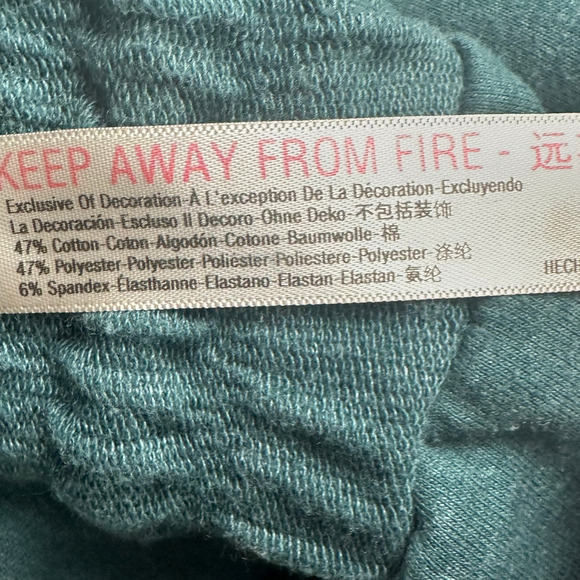 KEEP AWAY FROM FIRE - 远
Exclusive Of Decoration-À L'exception De La Décoration-Excluyendo
La Decoración-Escluso Il Decoro-Ohne Deko-不包括装饰
47% Cotton-Coton-Algodón-Cotone-Baumwolle-棉
47% Polyester-Polyester-Poliéster-Poliestere-Polyester-涤纶
6% Spandex-Élasthanne-Elastano-Elastan-Elastan-氨纶
HECH